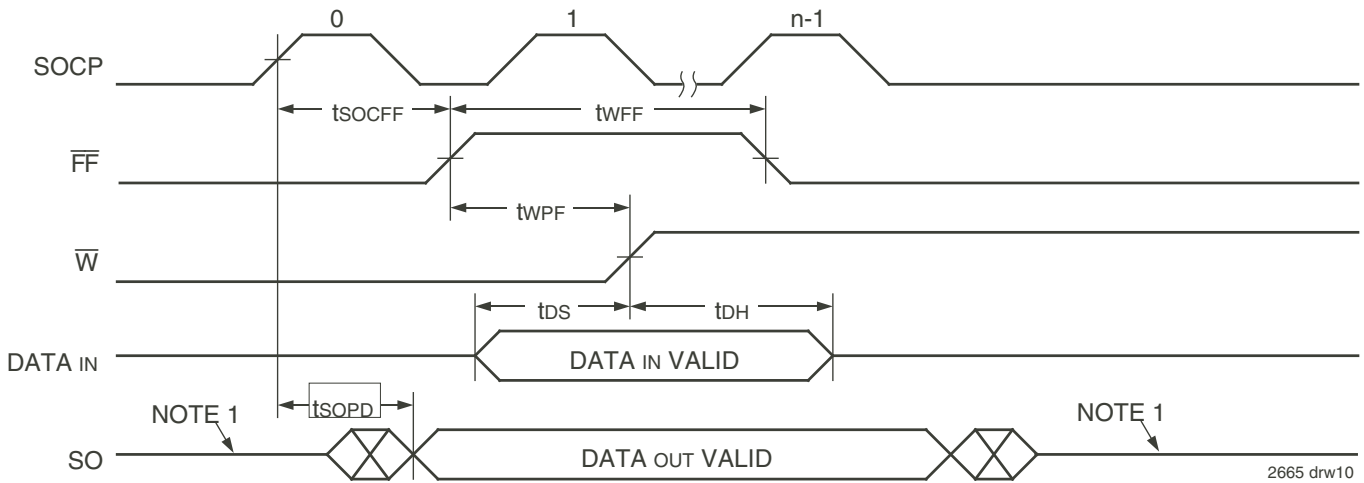 0 1 n-1
SOCP
tSOCFF tWFF
FF
tWPF
W
tDS tDH
DATA IN DATA IN VALID
tSOPD
NOTE 1 NOTE 1
SO DATA OUT VALID
2665 drw10